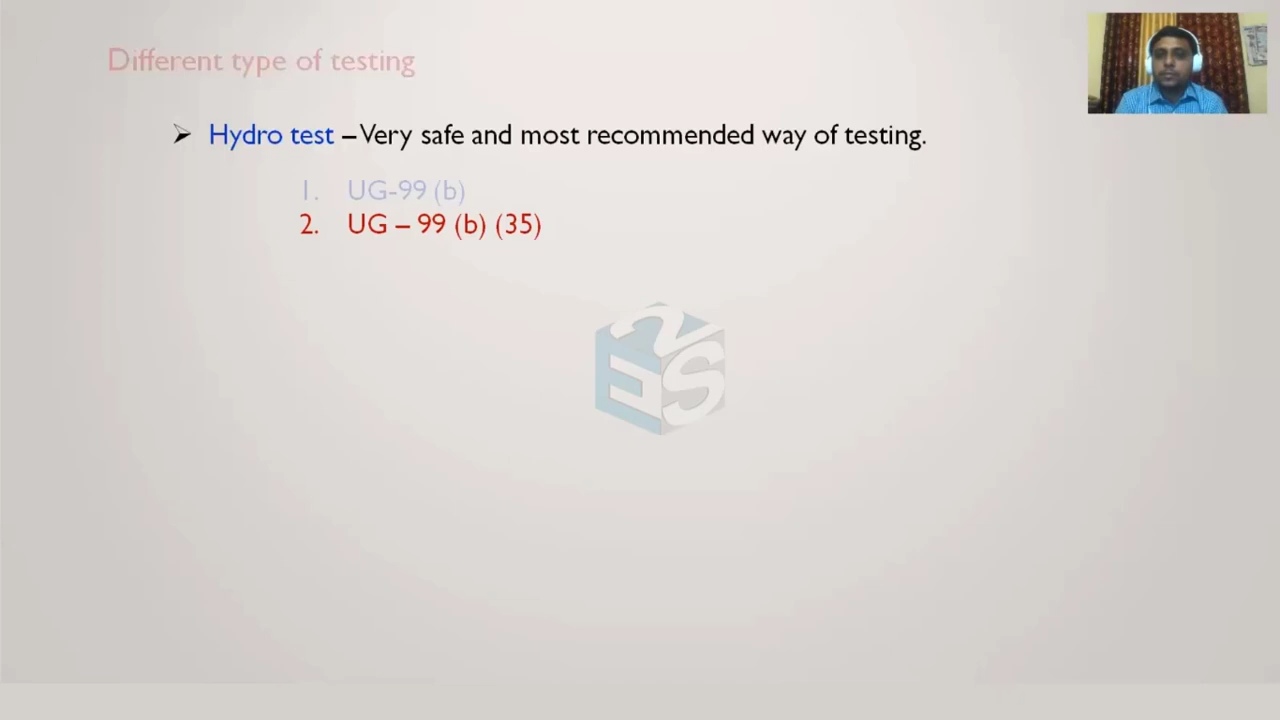 Different type of testing
➢ Hydro test – Very safe and most recommended way of testing.
1. UG-99 (b)
2. UG – 99 (b) (35)
E2S